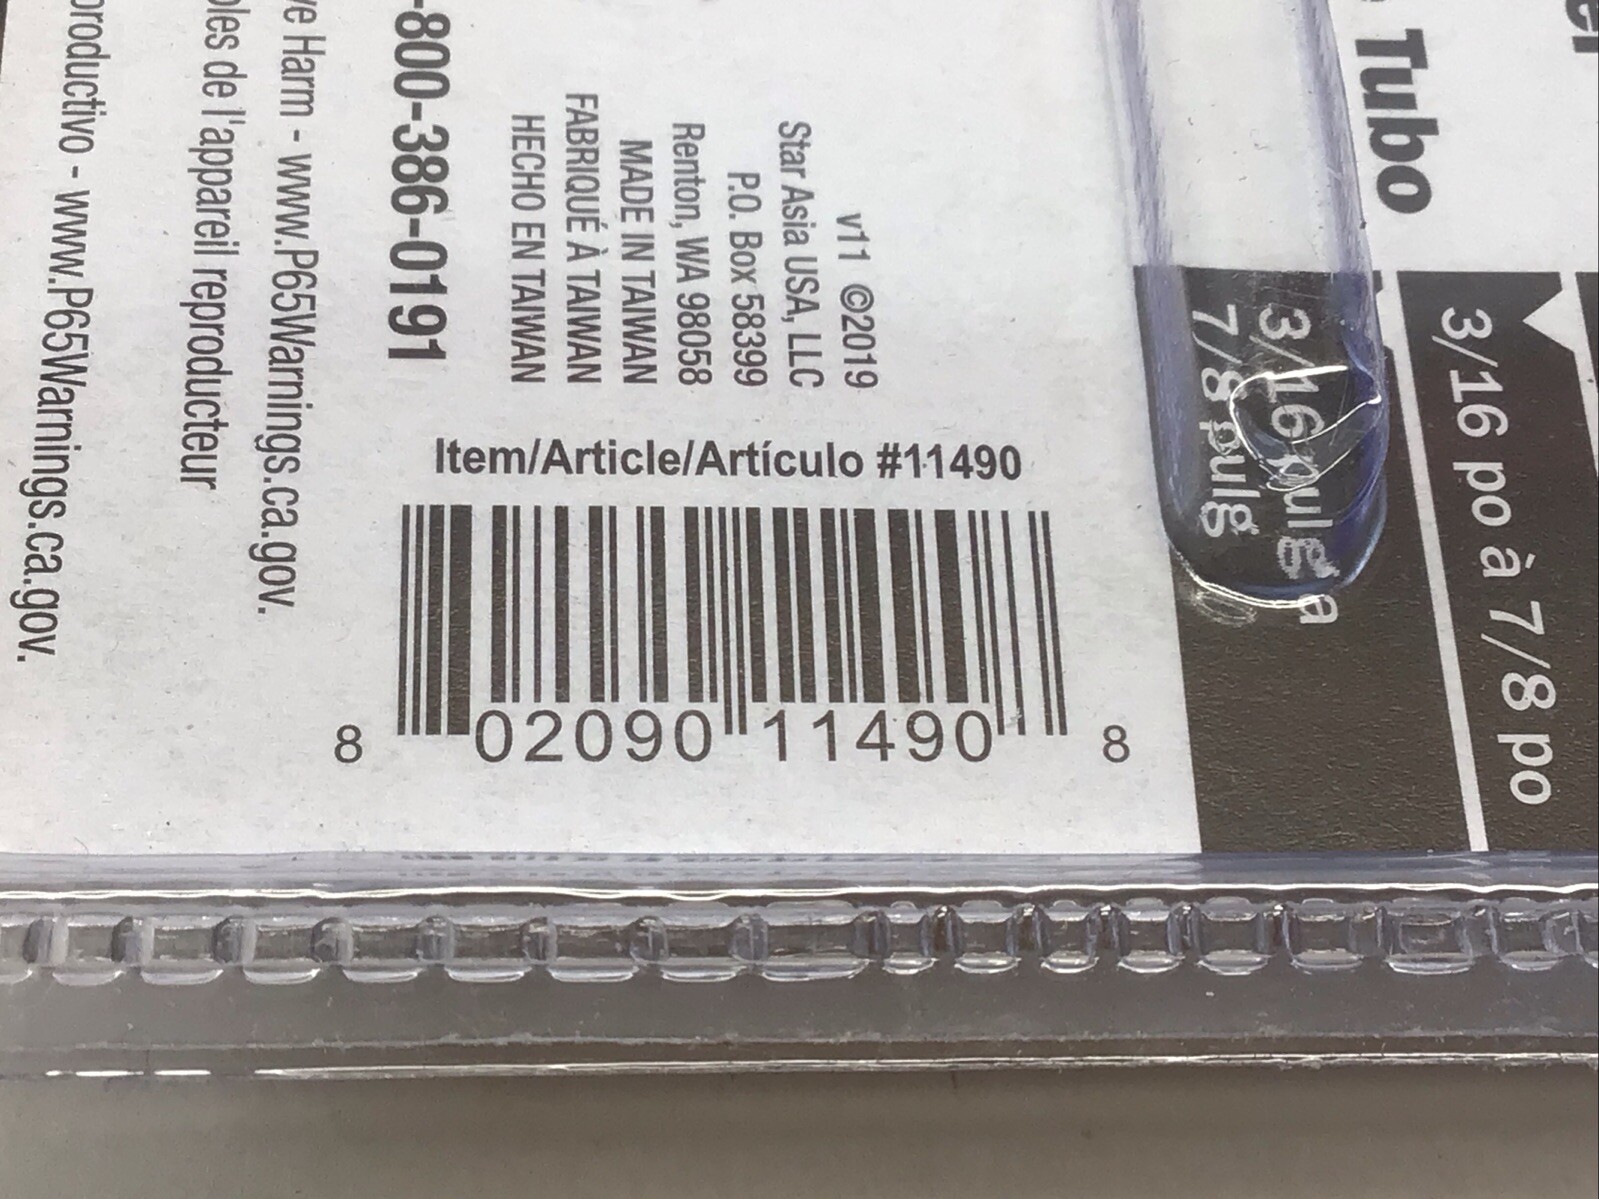 Item/Article/Artículo #11490
8 02090 11490 8
v11 ©2019
Star Asia USA, LLC
P.O. Box 58399
Renton, WA 98058
MADE IN TAIWAN
FABRIQUÉ À TAIWAN
HECHO EN TAIWAN
-800-386-0191
Harm - www.P65Warnings.ca.gov.
de l'appareil reproducteur
productivo - www.P65Warnings.ca.gov.
Tubo
3/16 po à 7/8 po
3/16 pulg a
7/8 pulg